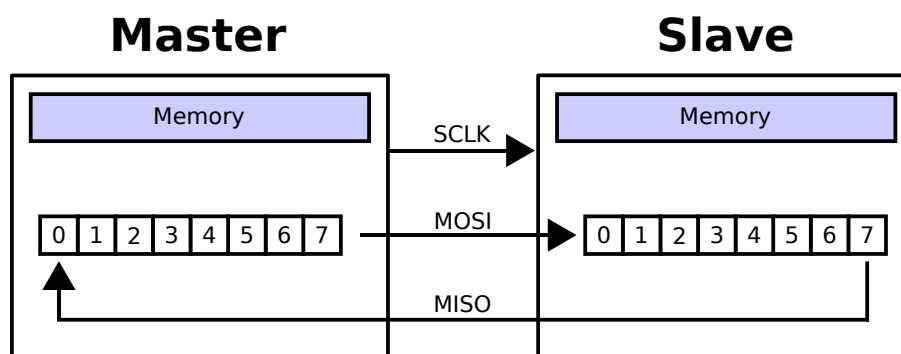 Master Slave
Memory Memory
SCLK
MOSI
0 1 2 3 4 5 6 7 0 1 2 3 4 5 6 7
MISO